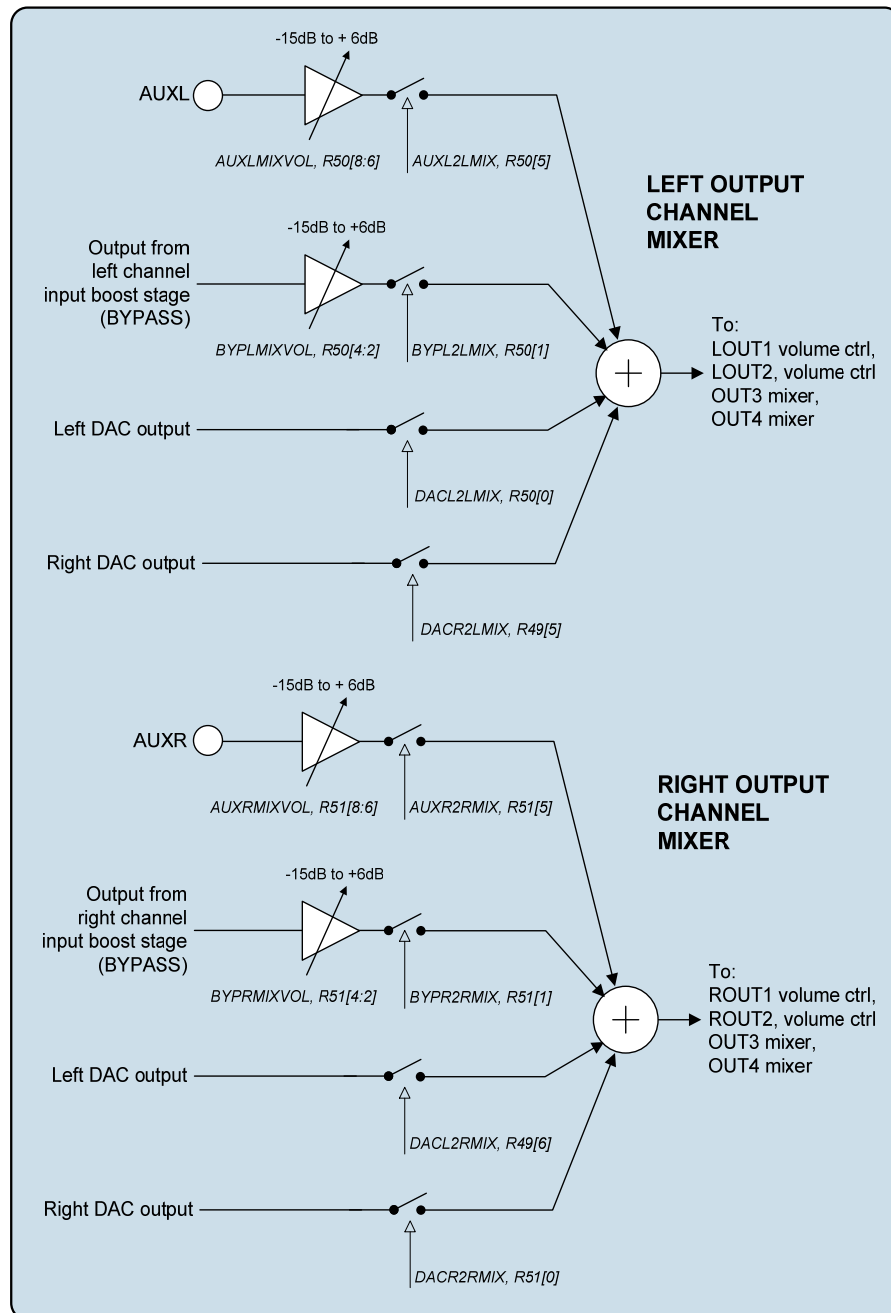 -15dB to + 6dB
AUXL
AUXLMIXVOL, R50[8:6]
AUXL2LMIX, R50[5]
LEFT OUTPUT
CHANNEL
MIXER
-15dB to +6dB
Output from
left channel
input boost stage
(BYPASS)
BYPLMIXVOL, R50[4:2]
BYPL2LMIX, R50[1]
To:
LOUT1 volume ctrl,
LOUT2, volume ctrl
OUT3 mixer,
OUT4 mixer
Left DAC output
DACL2LMIX, R50[0]
Right DAC output
DACR2LMIX, R49[5]
-15dB to + 6dB
AUXR
AUXRMIXVOL, R51[8:6]
AUXR2RMIX, R51[5]
RIGHT OUTPUT
CHANNEL
MIXER
-15dB to +6dB
Output from
right channel
input boost stage
(BYPASS)
BYPRMIXVOL, R51[4:2]
BYPR2RMIX, R51[1]
To:
ROUT1 volume ctrl,
ROUT2, volume ctrl
OUT3 mixer,
OUT4 mixer
Left DAC output
DACL2RMIX, R49[6]
Right DAC output
DACR2RMIX, R51[0]